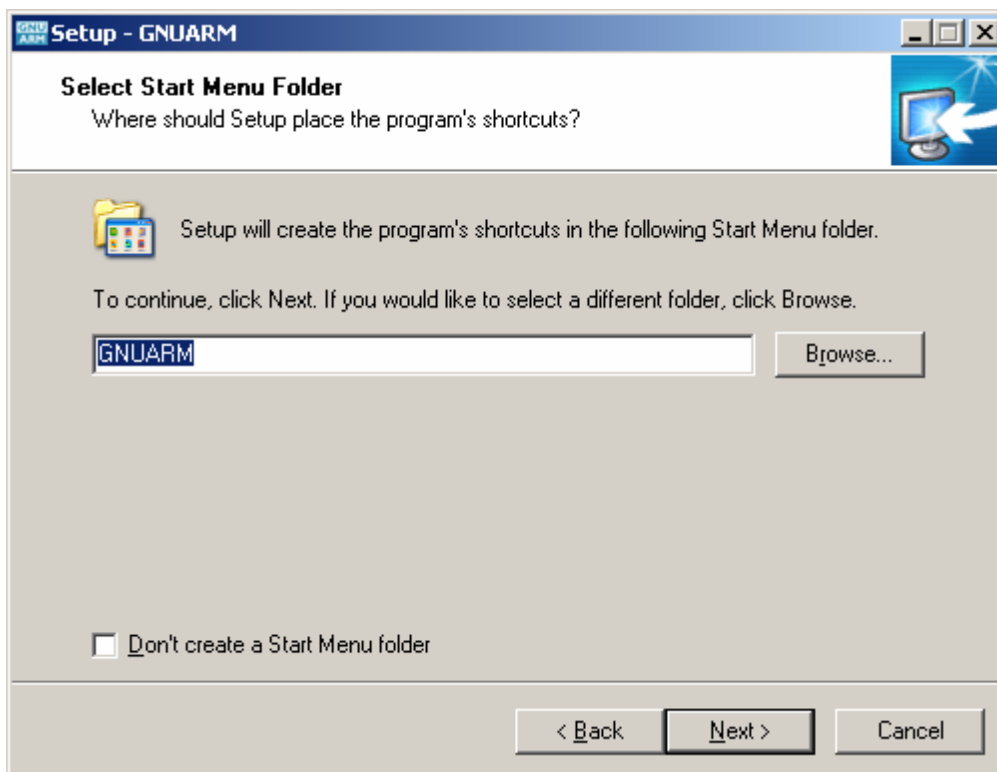 GNU
ARM
Setup - GNUARM
Select Start Menu Folder
Where should Setup place the program's shortcuts?
Setup will create the program's shortcuts in the following Start Menu folder.
To continue, click Next. If you would like to select a different folder, click Browse.
GNUARM
Browse...
Don't create a Start Menu folder
< Back
Next >
Cancel